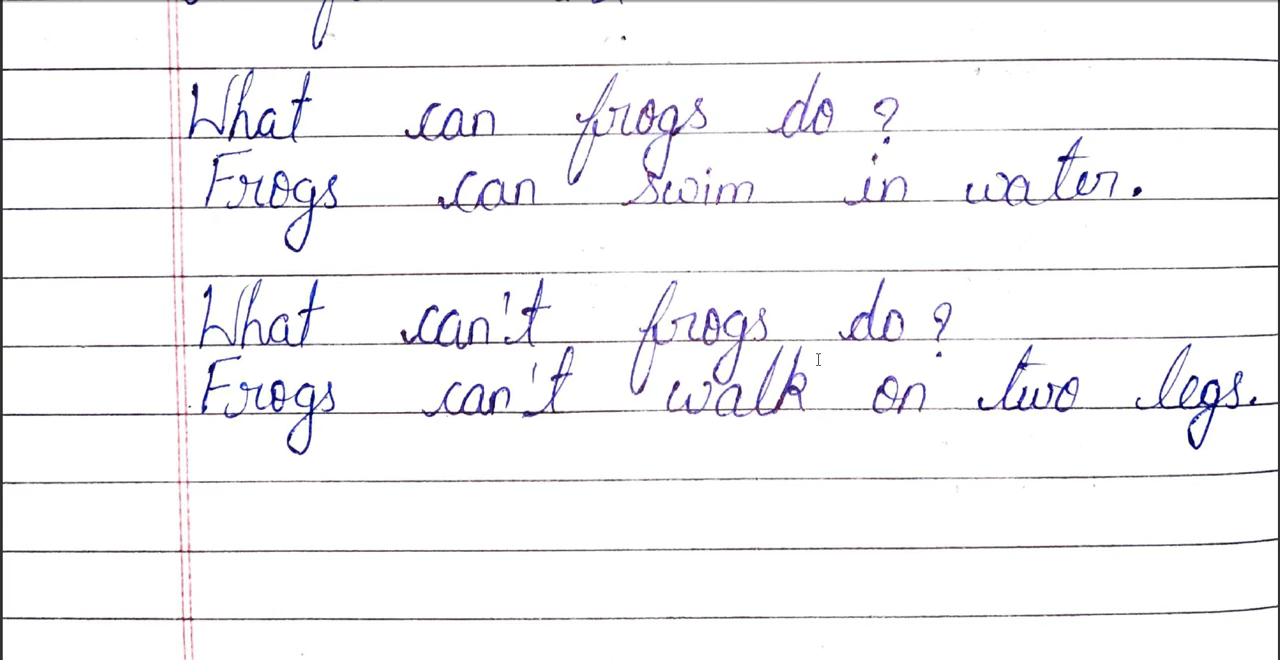 What can frogs do?
Frogs can swim in water.
What can't frogs do?
Frogs can't walk on two legs.